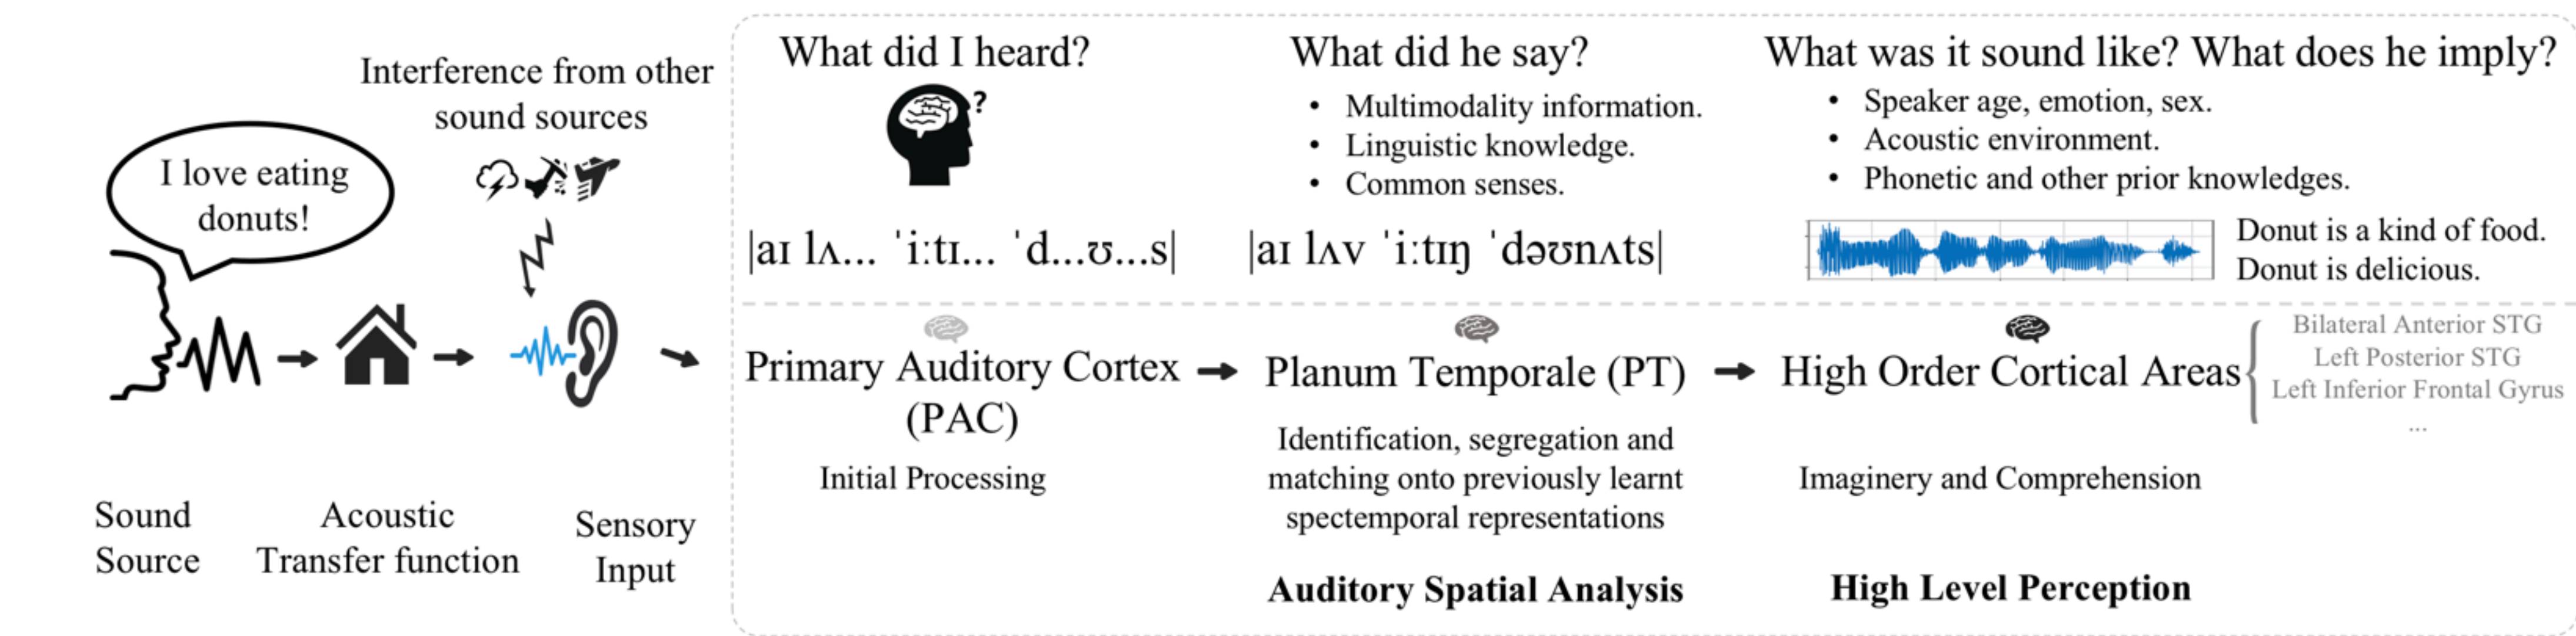 Interference from other
sound sources
I love eating
donuts!
Sound
Source
Acoustic
Transfer function
Sensory
Input
What did I heard?
?
|aɪ lʌ... ˈiːtɪ... ˈd...ʊ...s|
What did he say?
• Multimodality information.
• Linguistic knowledge.
• Common senses.
|aɪ lʌv ˈiːtɪŋ ˈdəʊnʌts|
What was it sound like? What does he imply?
• Speaker age, emotion, sex.
• Acoustic environment.
• Phonetic and other prior knowledges.
Donut is a kind of food.
Donut is delicious.
Primary Auditory Cortex
(PAC)
Initial Processing
Planum Temporale (PT)
Identification, segregation and
matching onto previously learnt
spectemporal representations
Auditory Spatial Analysis
High Order Cortical Areas
Bilateral Anterior STG
Left Posterior STG
Left Inferior Frontal Gyrus
...
Imaginery and Comprehension
High Level Perception